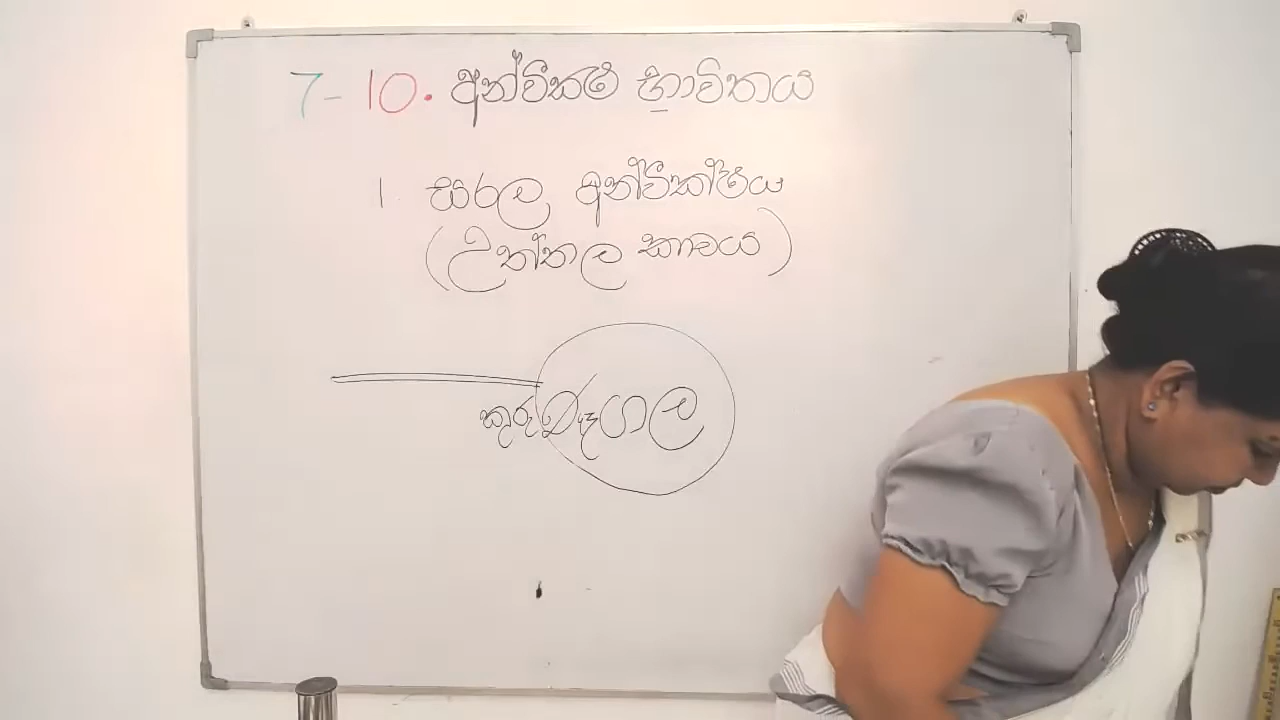 7- 10. අන්වීක්ෂ භාවිතය
1. සරල අන්වීක්ෂය
(උත්තල කාචය)
කුරුණෑගල